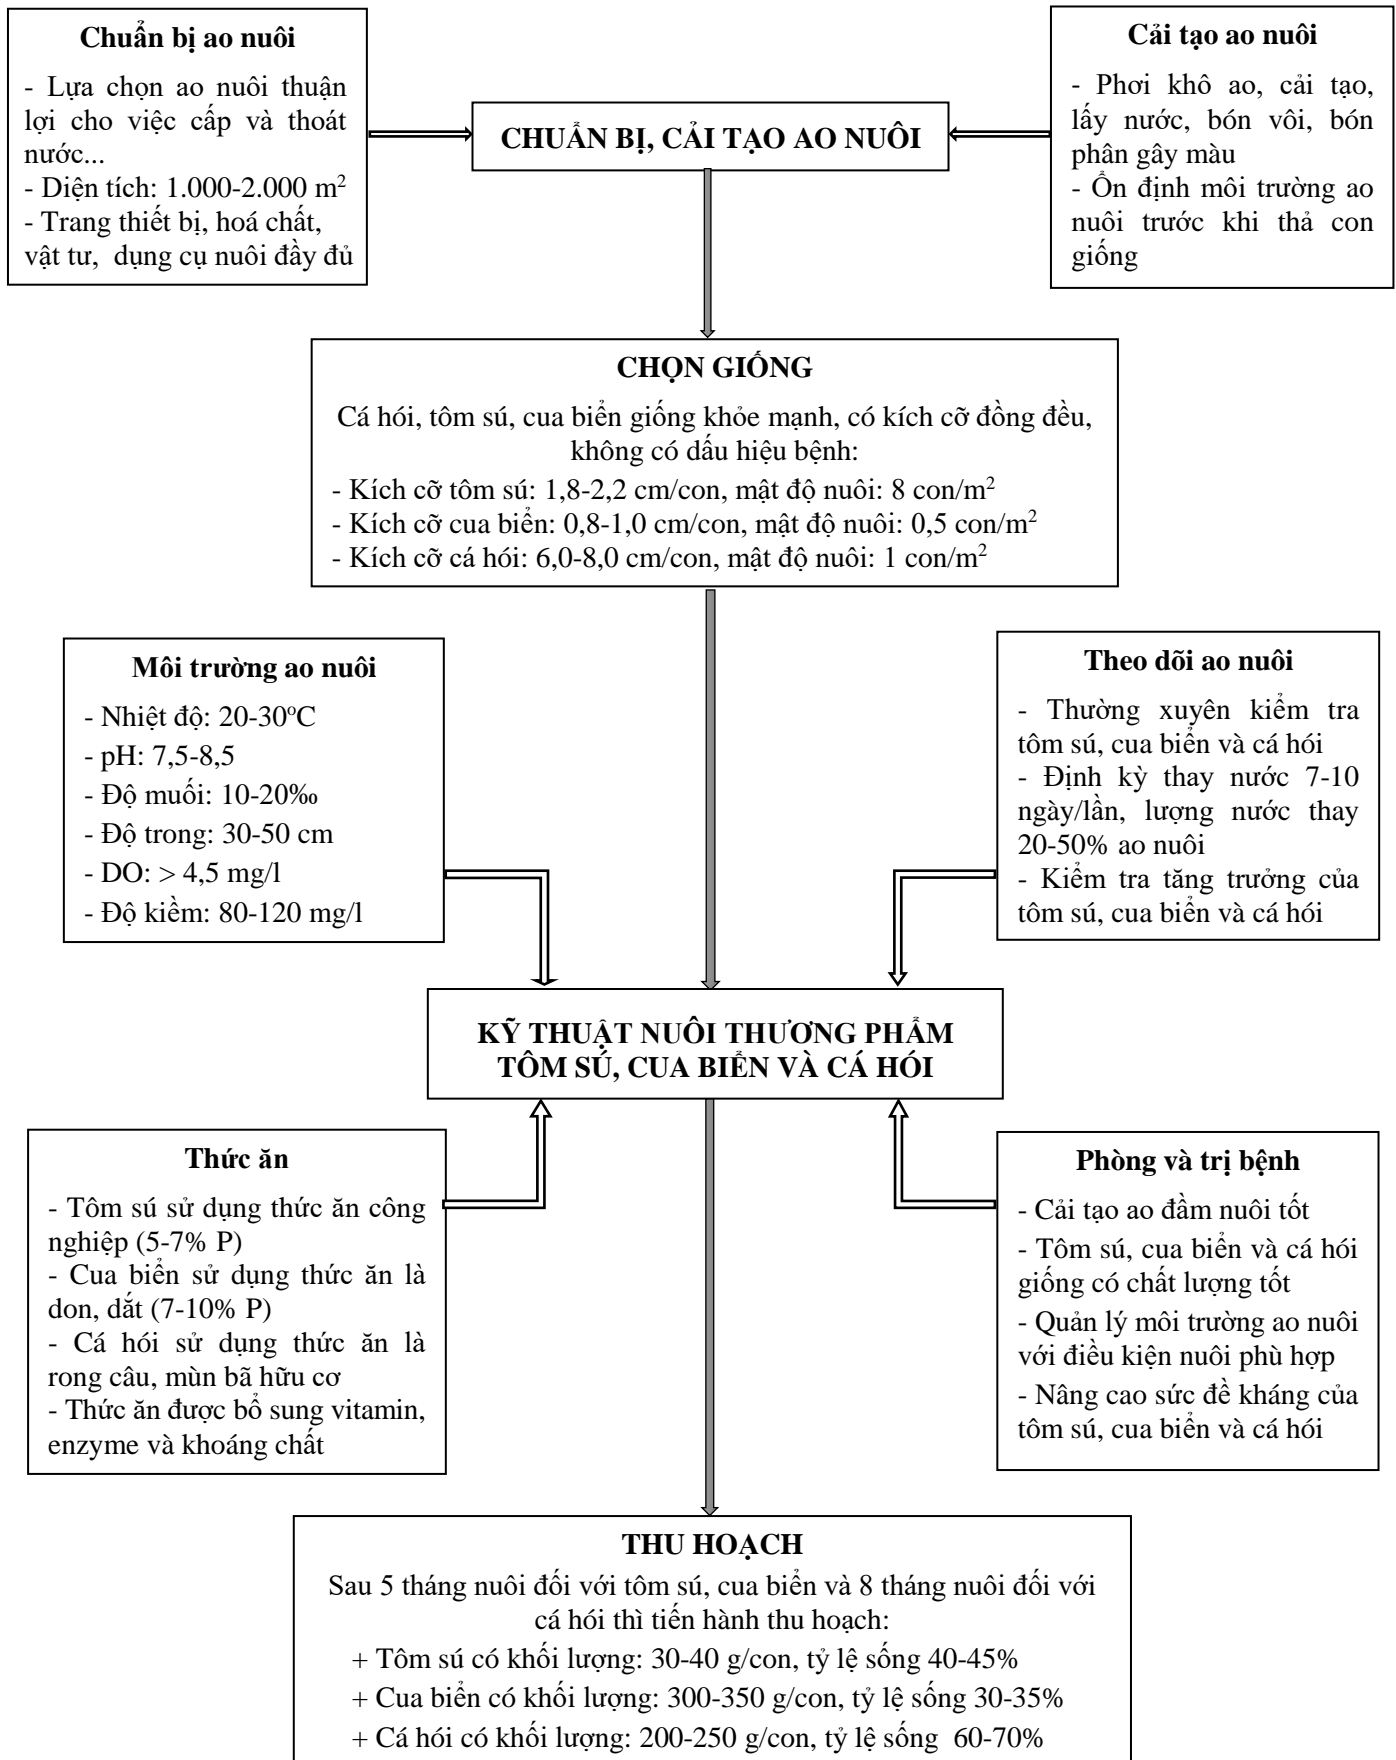 Chuẩn bị ao nuôi
- Lựa chọn ao nuôi thuận
lợi cho việc cấp và thoát
nước...
- Diện tích: 1.000-2.000 m²
- Trang thiết bị, hoá chất,
vật tư, dụng cụ nuôi đầy đủ
CHUẨN BỊ, CẢI TẠO AO NUÔI
Cải tạo ao nuôi
- Phơi khô ao, cải tạo,
lấy nước, bón vôi, bón
phân gây màu
- Ổn định môi trường ao
nuôi trước khi thả con
giống
CHỌN GIỐNG
Cá hói, tôm sú, cua biển giống khỏe mạnh, có kích cỡ đồng đều,
không có dấu hiệu bệnh:
- Kích cỡ tôm sú: 1,8-2,2 cm/con, mật độ nuôi: 8 con/m²
- Kích cỡ cua biển: 0,8-1,0 cm/con, mật độ nuôi: 0,5 con/m²
- Kích cỡ cá hói: 6,0-8,0 cm/con, mật độ nuôi: 1 con/m²
Môi trường ao nuôi
- Nhiệt độ: 20-30ºC
- pH: 7,5-8,5
- Độ muối: 10-20‰
- Độ trong: 30-50 cm
- DO: > 4,5 mg/l
- Độ kiềm: 80-120 mg/l
Theo dõi ao nuôi
- Thường xuyên kiểm tra
tôm sú, cua biển và cá hói
- Định kỳ thay nước 7-10
ngày/lần, lượng nước thay
20-50% ao nuôi
- Kiểm tra tăng trưởng của
tôm sú, cua biển và cá hói
KỸ THUẬT NUÔI THƯƠNG PHẨM
TÔM SÚ, CUA BIỂN VÀ CÁ HÓI
Thức ăn
- Tôm sú sử dụng thức ăn công
nghiệp (5-7% P)
- Cua biển sử dụng thức ăn là
don, dắt (7-10% P)
- Cá hói sử dụng thức ăn là
rong câu, mùn bã hữu cơ
- Thức ăn được bổ sung vitamin,
enzyme và khoáng chất
Phòng và trị bệnh
- Cải tạo ao đầm nuôi tốt
- Tôm sú, cua biển và cá hói
giống có chất lượng tốt
- Quản lý môi trường ao nuôi
với điều kiện nuôi phù hợp
- Nâng cao sức đề kháng của
tôm sú, cua biển và cá hói
THU HOẠCH
Sau 5 tháng nuôi đối với tôm sú, cua biển và 8 tháng nuôi đối với
cá hói thì tiến hành thu hoạch:
+ Tôm sú có khối lượng: 30-40 g/con, tỷ lệ sống 40-45%
+ Cua biển có khối lượng: 300-350 g/con, tỷ lệ sống 30-35%
+ Cá hói có khối lượng: 200-250 g/con, tỷ lệ sống 60-70%